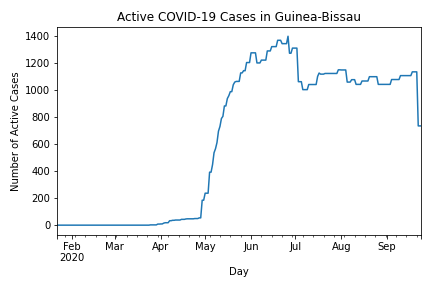 Active COVID-19 Cases in Guinea-Bissau
Number of Active Cases
1400
1200
1000
800
600
400
200
0
Feb Mar Apr May Jun Jul Aug Sep
2020
Day